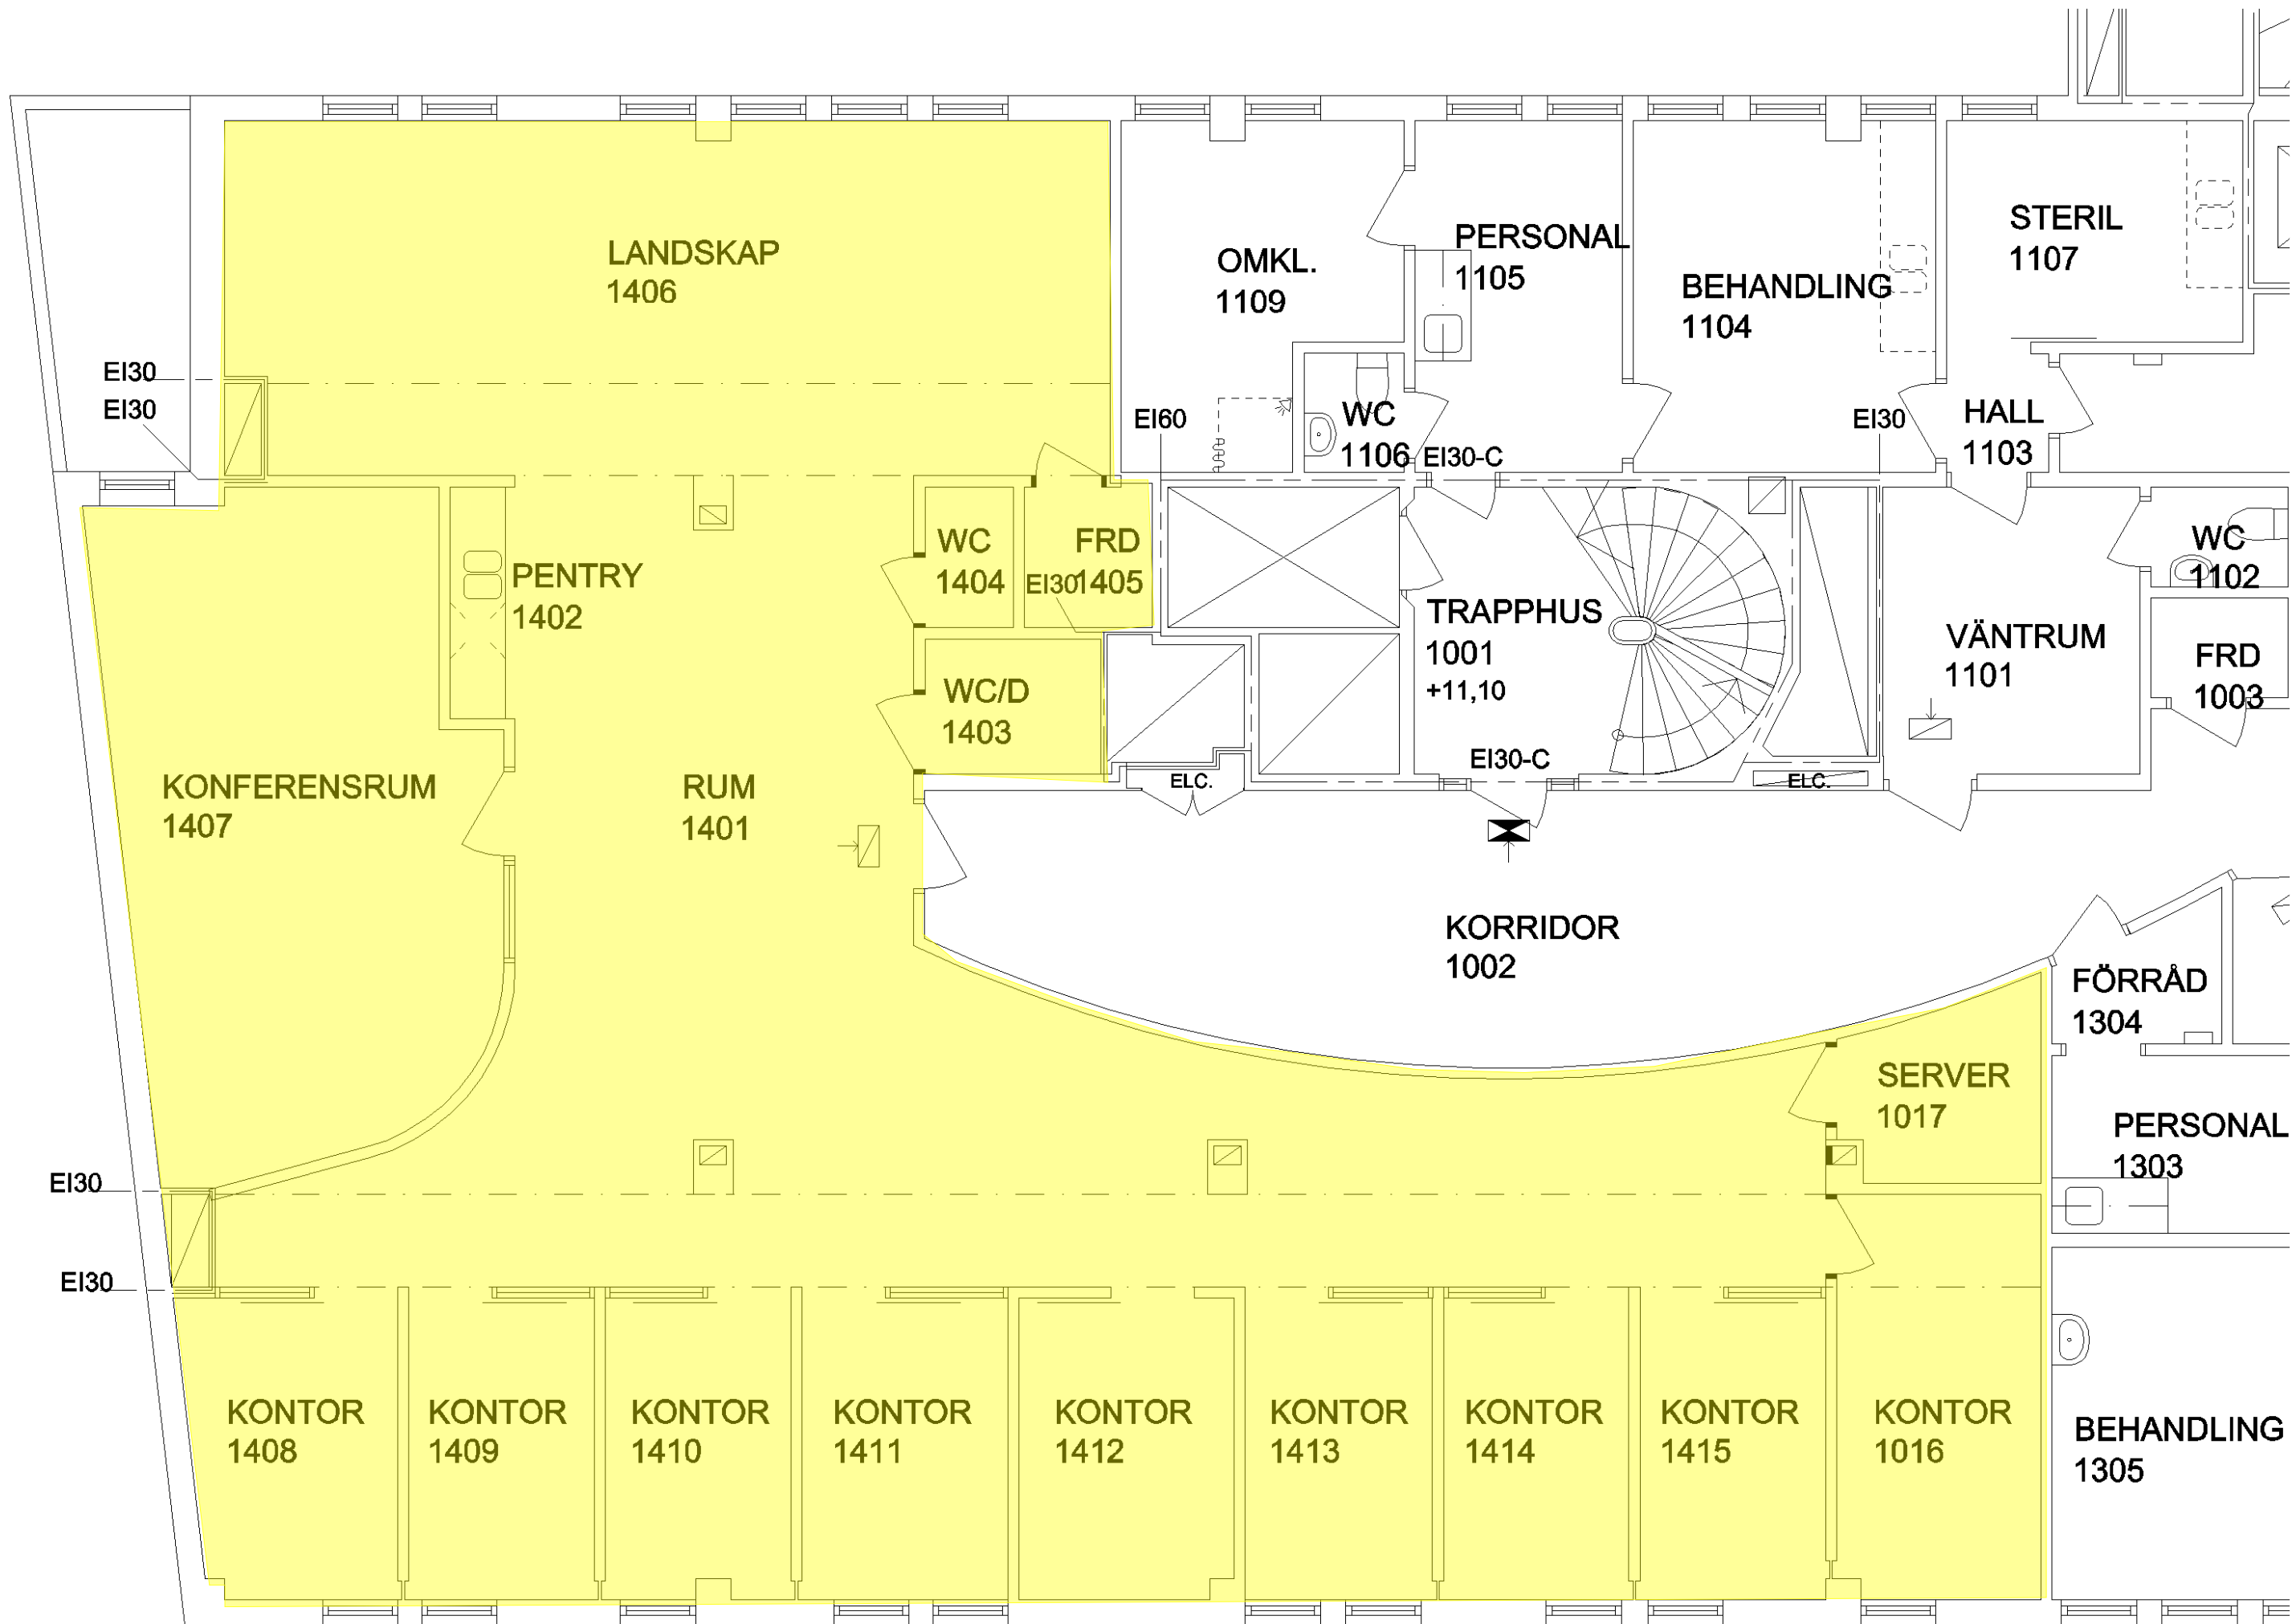 LANDSKAP
1406
OMKL.
1109
PERSONAL
1105
BEHANDLING
1104
STERIL
1107
EI30
EI30
EI60
WC
1106
EI30-C
EI30
HALL
1103
PENTRY
1402
WC
1404
FRD
1405
EI30
TRAPPHUS
1001
+11,10
VÄNTRUM
1101
WC
1102
FRD
1003
WC/D
1403
KONFERENSRUM
1407
RUM
1401
ELC.
EI30-C
ELC.
KORRIDOR
1002
FÖRRÅD
1304
SERVER
1017
PERSONAL
1303
EI30
EI30
KONTOR
1408
KONTOR
1409
KONTOR
1410
KONTOR
1411
KONTOR
1412
KONTOR
1413
KONTOR
1414
KONTOR
1415
KONTOR
1016
BEHANDLING
1305